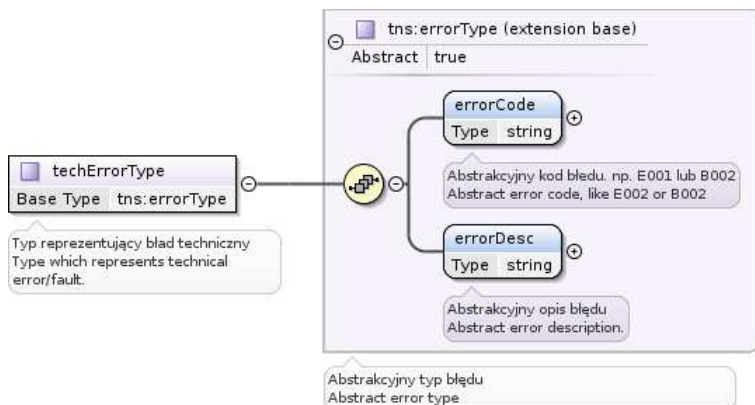 tns:errorType (extension base)
Abstract true
errorCode
Type string
Abstrakcyjny kod błedu. np. E001 lub B002
Abstract error code, like E002 or B002
techErrorType
Base Type tns:errorType
Typ reprezentujący bład techniczny
Type which represents technical
error/fault.
errorDesc
Type string
Abstrakcyjny opis błędu
Abstract error description.
Abstrakcyjny typ błędu
Abstract error type